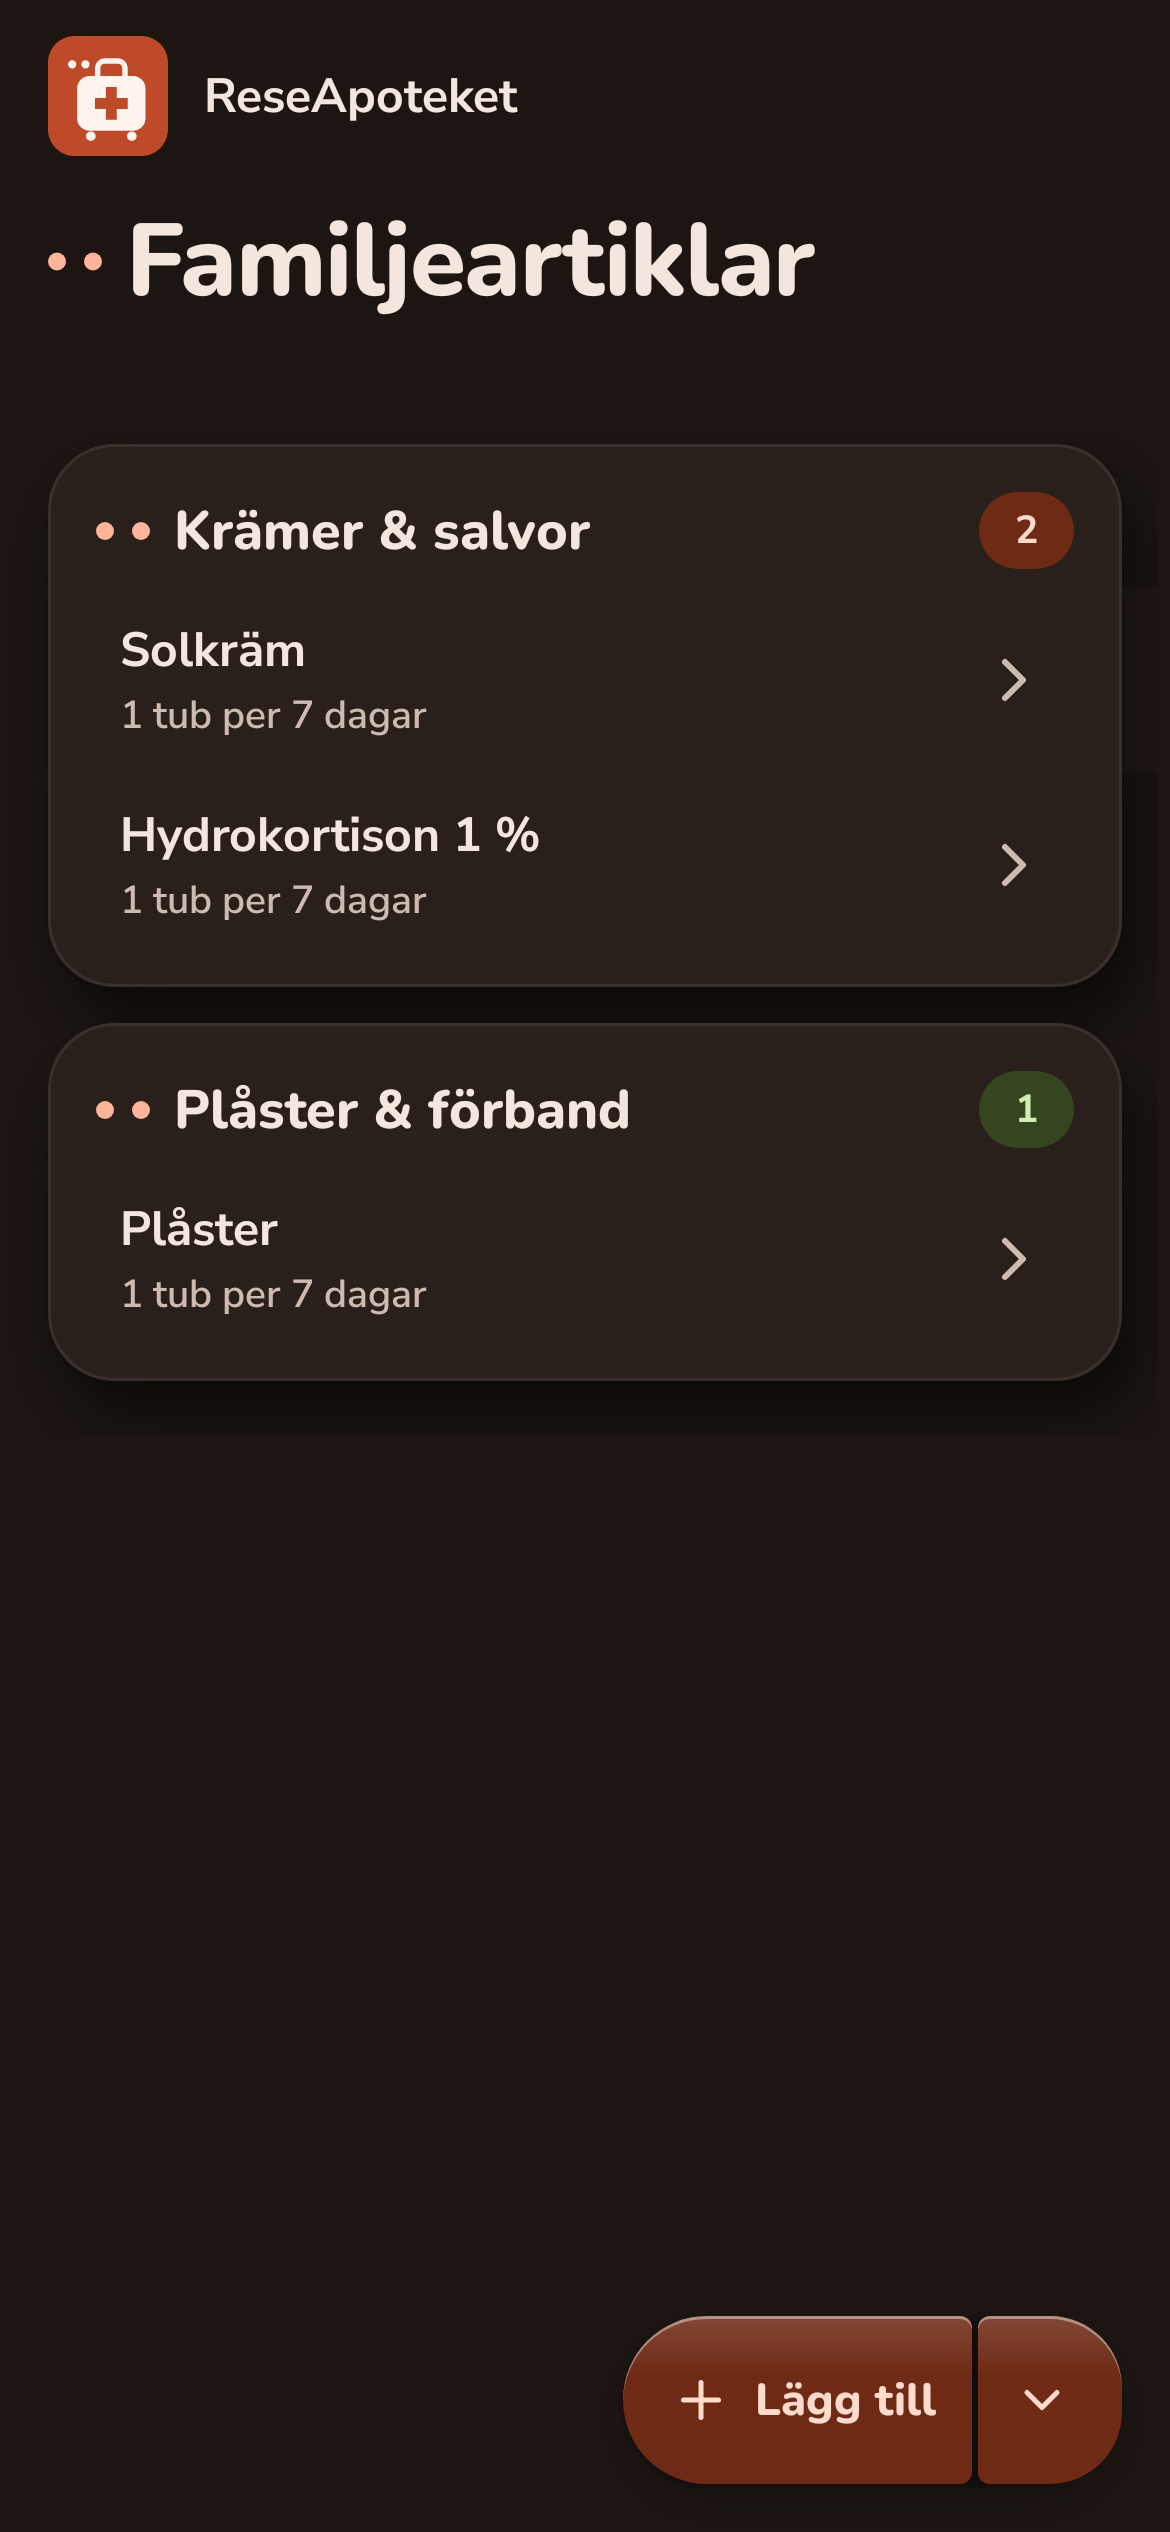 ReseApoteket
Familjeartiklar
Krämer & salvor
2
Solkräm
1 tub per 7 dagar
Hydrokortison 1 %
1 tub per 7 dagar
Plåster & förband
1
Plåster
1 tub per 7 dagar
Lägg till